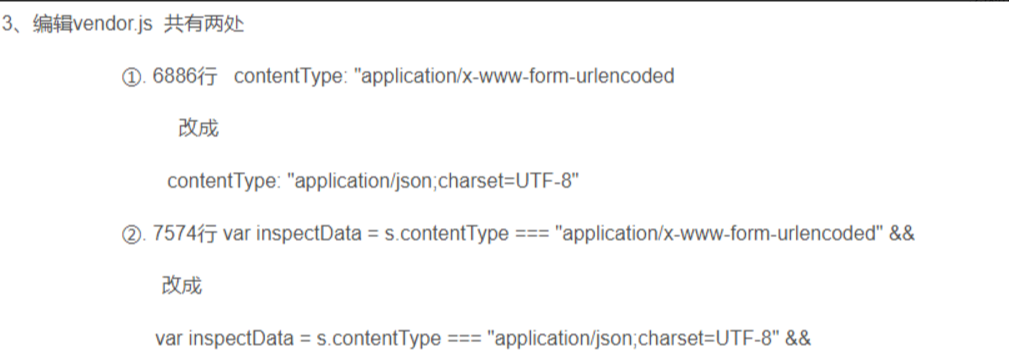 3、编辑vendor.js 共有两处
①. 6886行 contentType: "application/x-www-form-urlencoded
改成
contentType: "application/json;charset=UTF-8"
②. 7574行 var inspectData = s.contentType === "application/x-www-form-urlencoded" &&
改成
var inspectData = s.contentType === "application/json;charset=UTF-8" &&